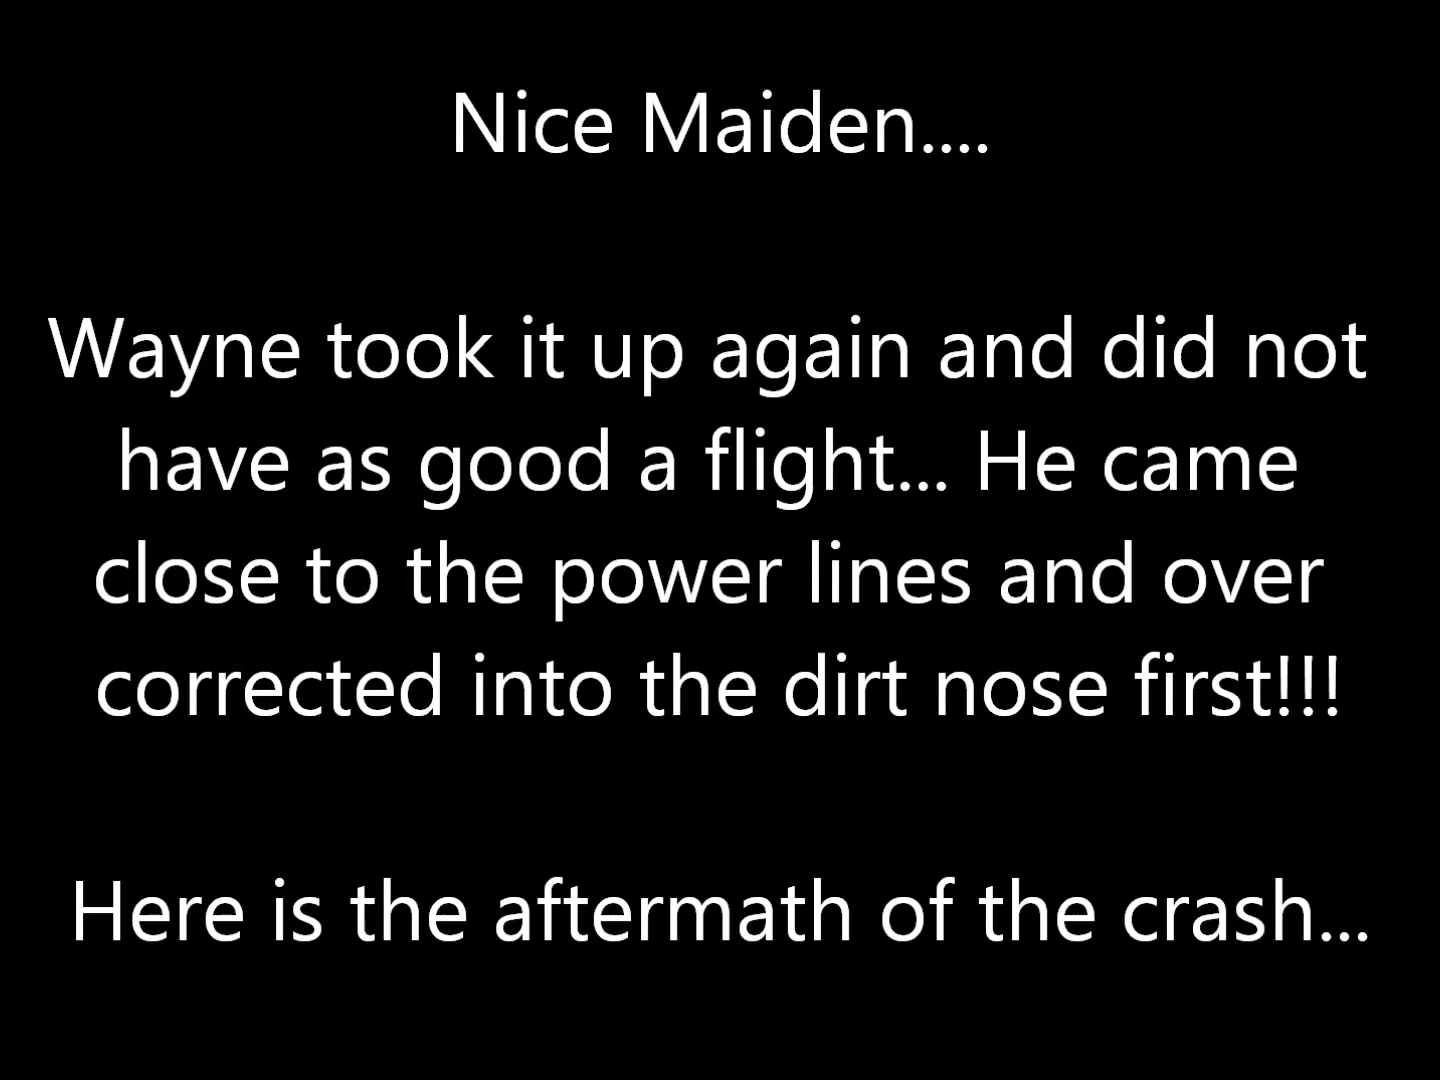 Nice Maiden....
Wayne took it up again and did not
have as good a flight... He came
close to the power lines and over
corrected into the dirt nose first!!!
Here is the aftermath of the crash...